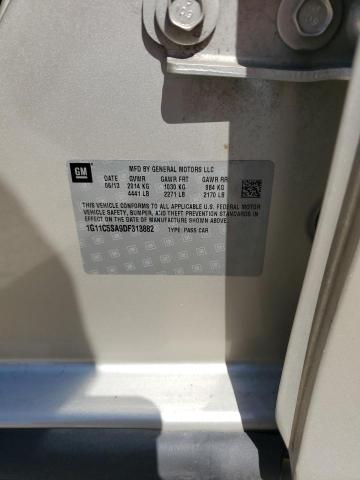 GM
MFD BY GENERAL MOTORS LLC
DATE GVWR GAWR FRT GAWR RR
06/13 2014 KG 1030 KG 984 KG
4441 LB 2271 LB 2170 LB
THIS VEHICLE CONFORMS TO ALL APPLICABLE U.S. FEDERAL MOTOR
VEHICLE SAFETY, BUMPER, AND THEFT PREVENTION STANDARDS IN
EFFECT ON THE DATE OF MANUFACTURE SHOWN ABOVE.
1G11C5SA9DF313882 TYPE PASS CAR